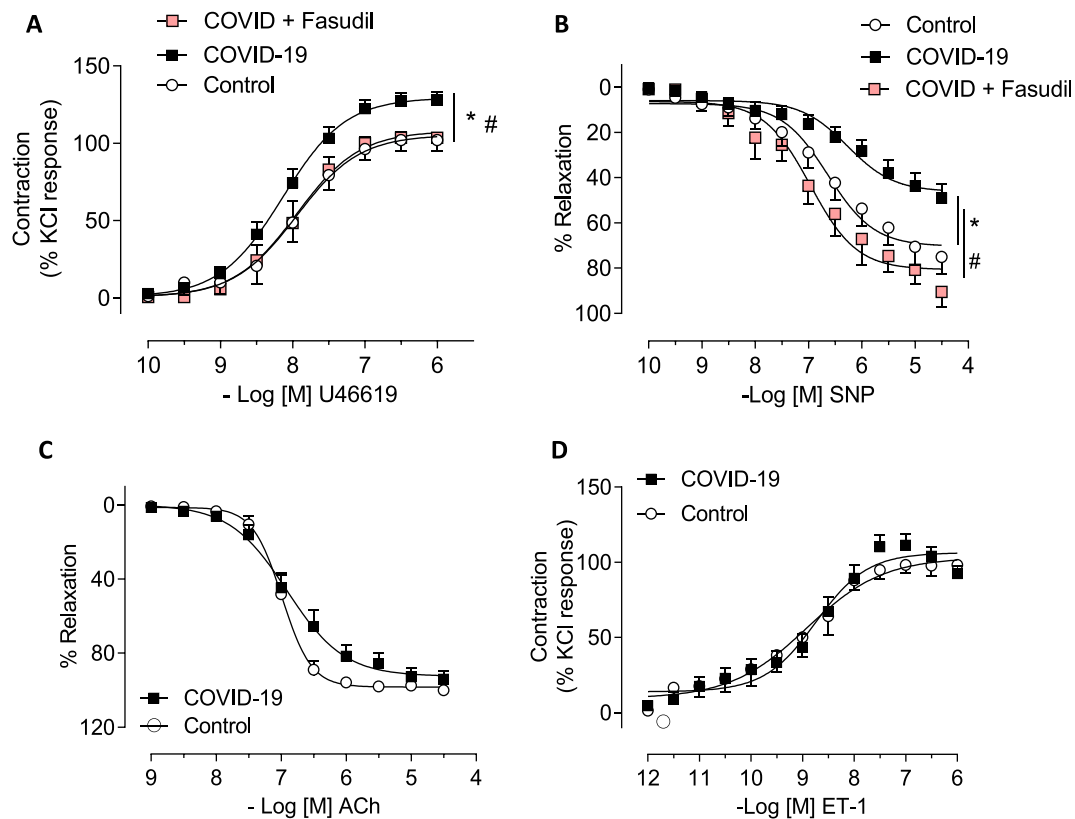 A
COVID + Fasudil
COVID-19
Control
150
100
50
0
Contraction
(% KCl response)
* #
10 9 8 7 6
- Log [M] U46619
B
Control
COVID-19
COVID + Fasudil
0
20
40
60
80
100
% Relaxation
*
#
10 9 8 7 6 5 4
-Log [M] SNP
C
0
40
80
120
% Relaxation
COVID-19
Control
9 8 7 6 5 4
- Log [M] ACh
D
COVID-19
Control
150
100
50
0
Contraction
(% KCl response)
12 11 10 9 8 7 6
-Log [M] ET-1